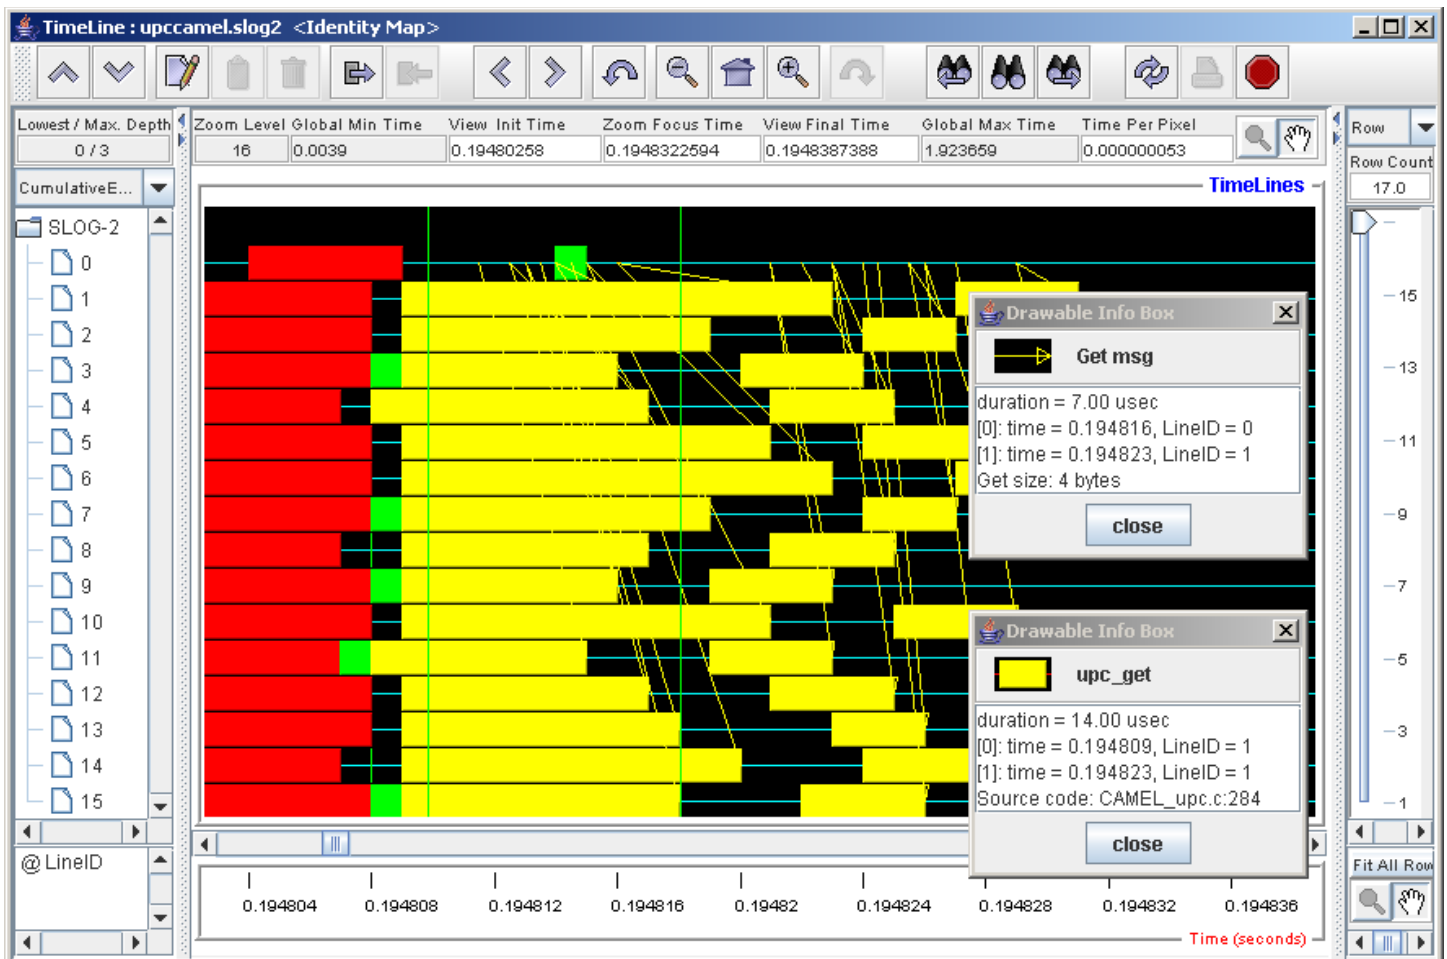 TimeLine : upccamel.slog2 <Identity Map>
Lowest / Max. Depth
0 / 3
Zoom Level Global Min Time View Init Time Zoom Focus Time View Final Time Global Max Time Time Per Pixel
16 0.0039 0.19480258 0.1948322594 0.1948387388 1.923659 0.000000053
Row
Row Count
17.0
CumulativeE...
TimeLines
SLOG-2
0
1
2
3
4
5
6
7
8
9
10
11
12
13
14
15
15
13
11
9
7
5
3
1
Drawable Info Box
Get msg
duration = 7.00 usec
[0]: time = 0.194816, LineID = 0
[1]: time = 0.194823, LineID = 1
Get size: 4 bytes
close
Drawable Info Box
upc_get
duration = 14.00 usec
[0]: time = 0.194809, LineID = 1
[1]: time = 0.194823, LineID = 1
Source code: CAMEL_upc.c:284
close
@ LineID
0.194804 0.194808 0.194812 0.194816 0.19482 0.194824 0.194828 0.194832 0.194836
Time (seconds)
Fit All Row